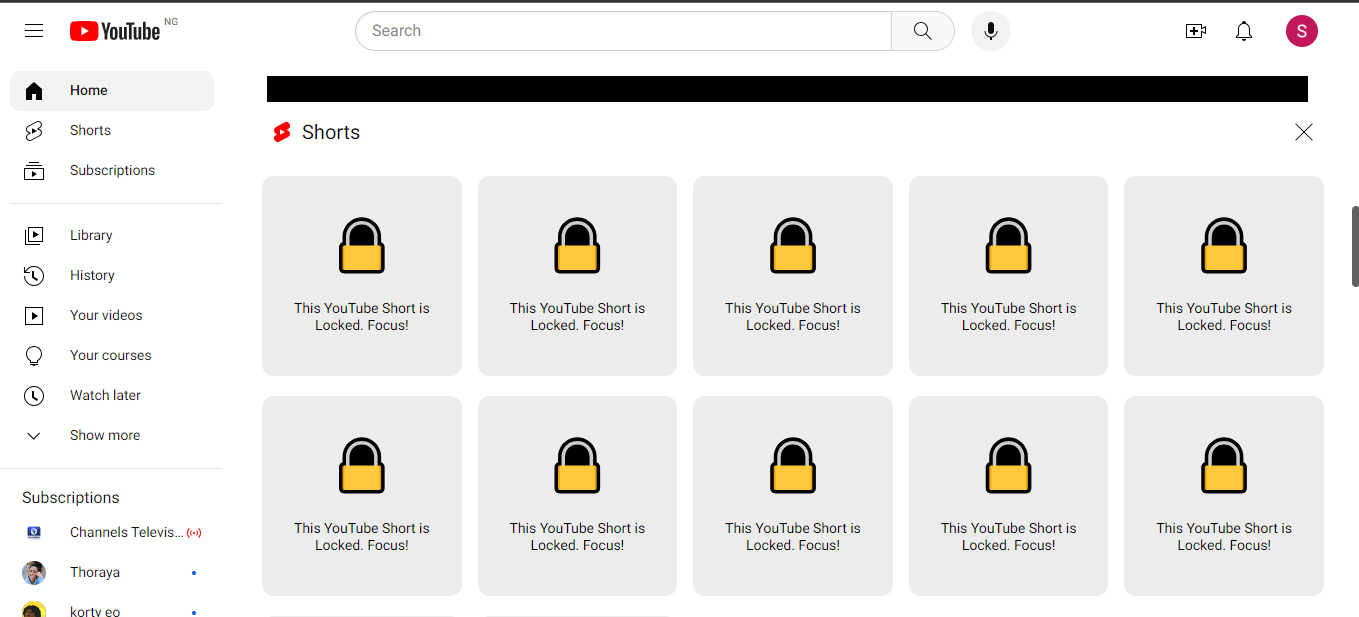 YouTube NG
Search
S
Home
Shorts
Subscriptions
Library
History
Your videos
Your courses
Watch later
Show more
Subscriptions
Channels Televis...
Thoraya
korty eo
Shorts
This YouTube Short is
Locked. Focus!
This YouTube Short is
Locked. Focus!
This YouTube Short is
Locked. Focus!
This YouTube Short is
Locked. Focus!
This YouTube Short is
Locked. Focus!
This YouTube Short is
Locked. Focus!
This YouTube Short is
Locked. Focus!
This YouTube Short is
Locked. Focus!
This YouTube Short is
Locked. Focus!
This YouTube Short is
Locked. Focus!